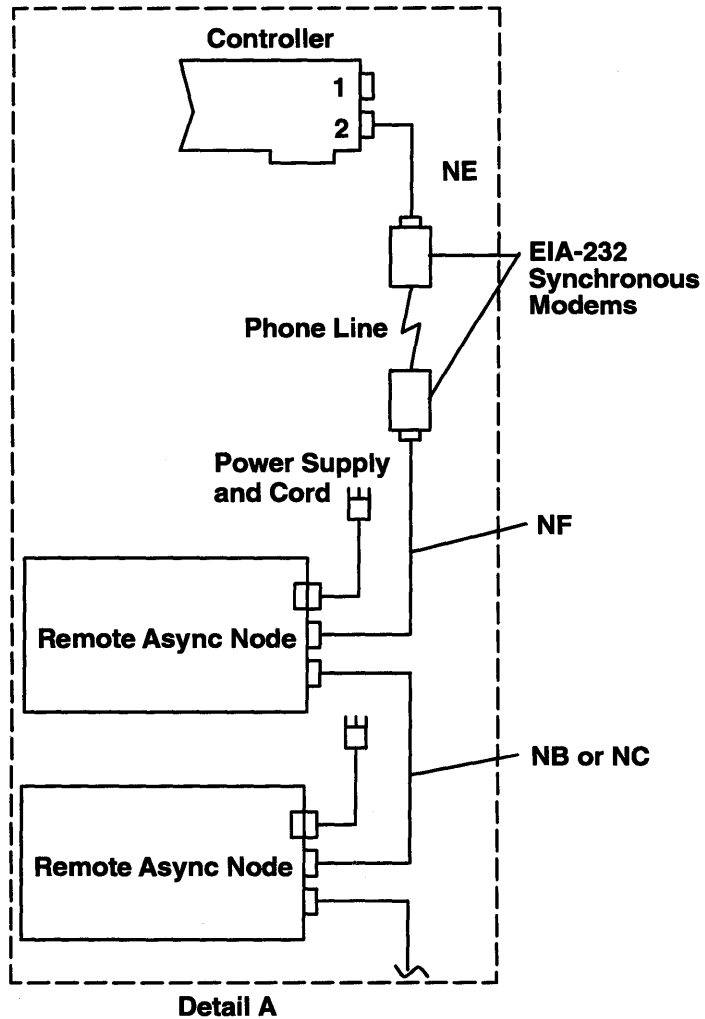 Controller
1
2
NE
EIA-232
Synchronous
Modems
Phone Line
Power Supply
and Cord
NF
Remote Async Node
NB or NC
Remote Async Node
Detail A